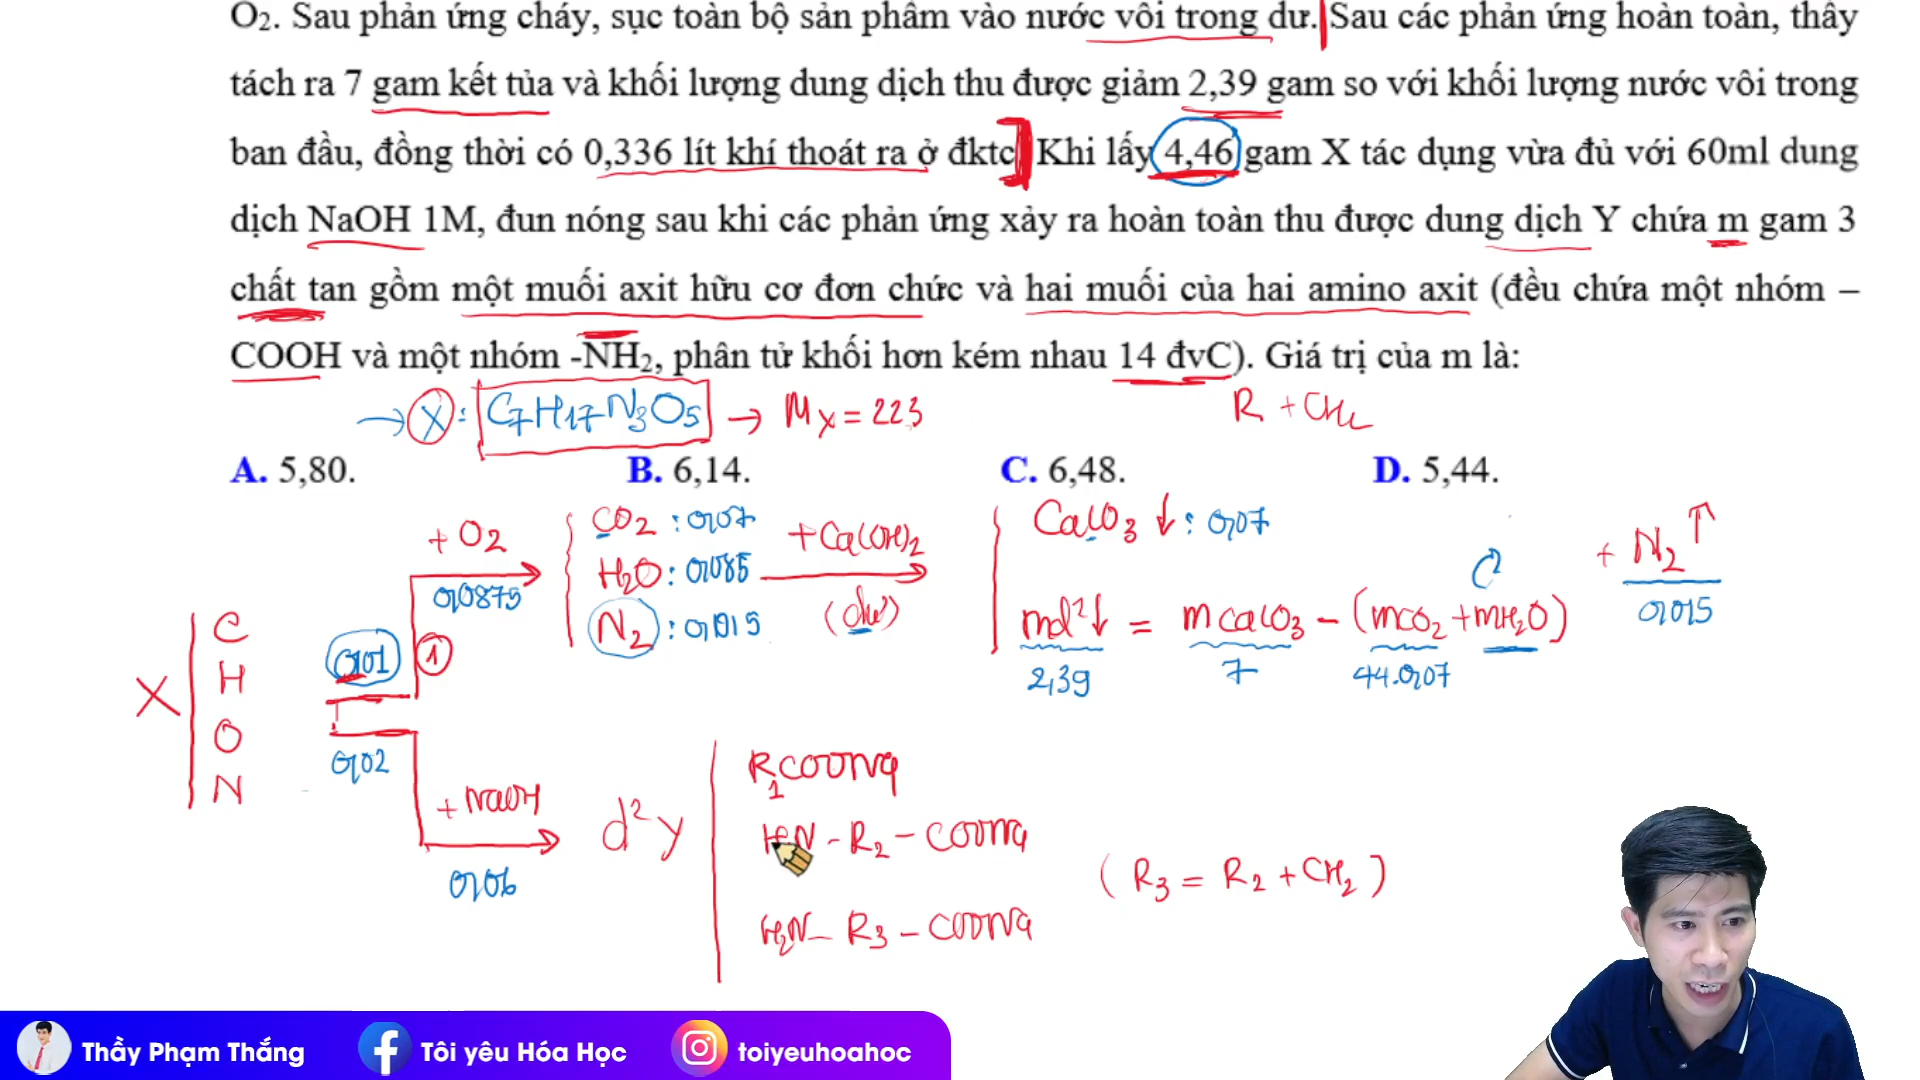 O₂. Sau phản ứng cháy, sục toàn bộ sản phẩm vào nước vôi trong dư. Sau các phản ứng hoàn toàn, thấy
tách ra 7 gam kết tủa và khối lượng dung dịch thu được giảm 2,39 gam so với khối lượng nước vôi trong
ban đầu, đồng thời có 0,336 lít khí thoát ra ở đktc. Khi lấy 4,46 gam X tác dụng vừa đủ với 60ml dung
dịch NaOH 1M, đun nóng sau khi các phản ứng xảy ra hoàn toàn thu được dung dịch Y chứa m gam 3
chất tan gồm một muối axit hữu cơ đơn chức và hai muối của hai amino axit (đều chứa một nhóm –
COOH và một nhóm -NH₂, phân tử khối hơn kém nhau 14 đvC). Giá trị của m là:
→ X : C₇H₁₇N₃O₅ → Mx = 223
R + CH₂
A. 5,80. B. 6,14. C. 6,48. D. 5,44.
+ O₂
0,0875
CO₂ : 0,07
H₂O : 0,085
N₂ : 0,015
+ Ca(OH)₂
(dư)
CaCO₃ ↓ : 0,07
+ N₂ ↑
0,015
md²↓ = mCaCO₃ - (mCO₂ + mH₂O)
2,39 7 44.0,07
X
C
H
O
N
0,01
1
0,02
+ NaOH
0,06
d² Y
R₁COONa
H₂N - R₂ - COONa
H₂N - R₃ - COONa
( R₃ = R₂ + CH₂ )
Thầy Phạm Thắng
Tôi yêu Hóa Học
toiyeuhoahoc